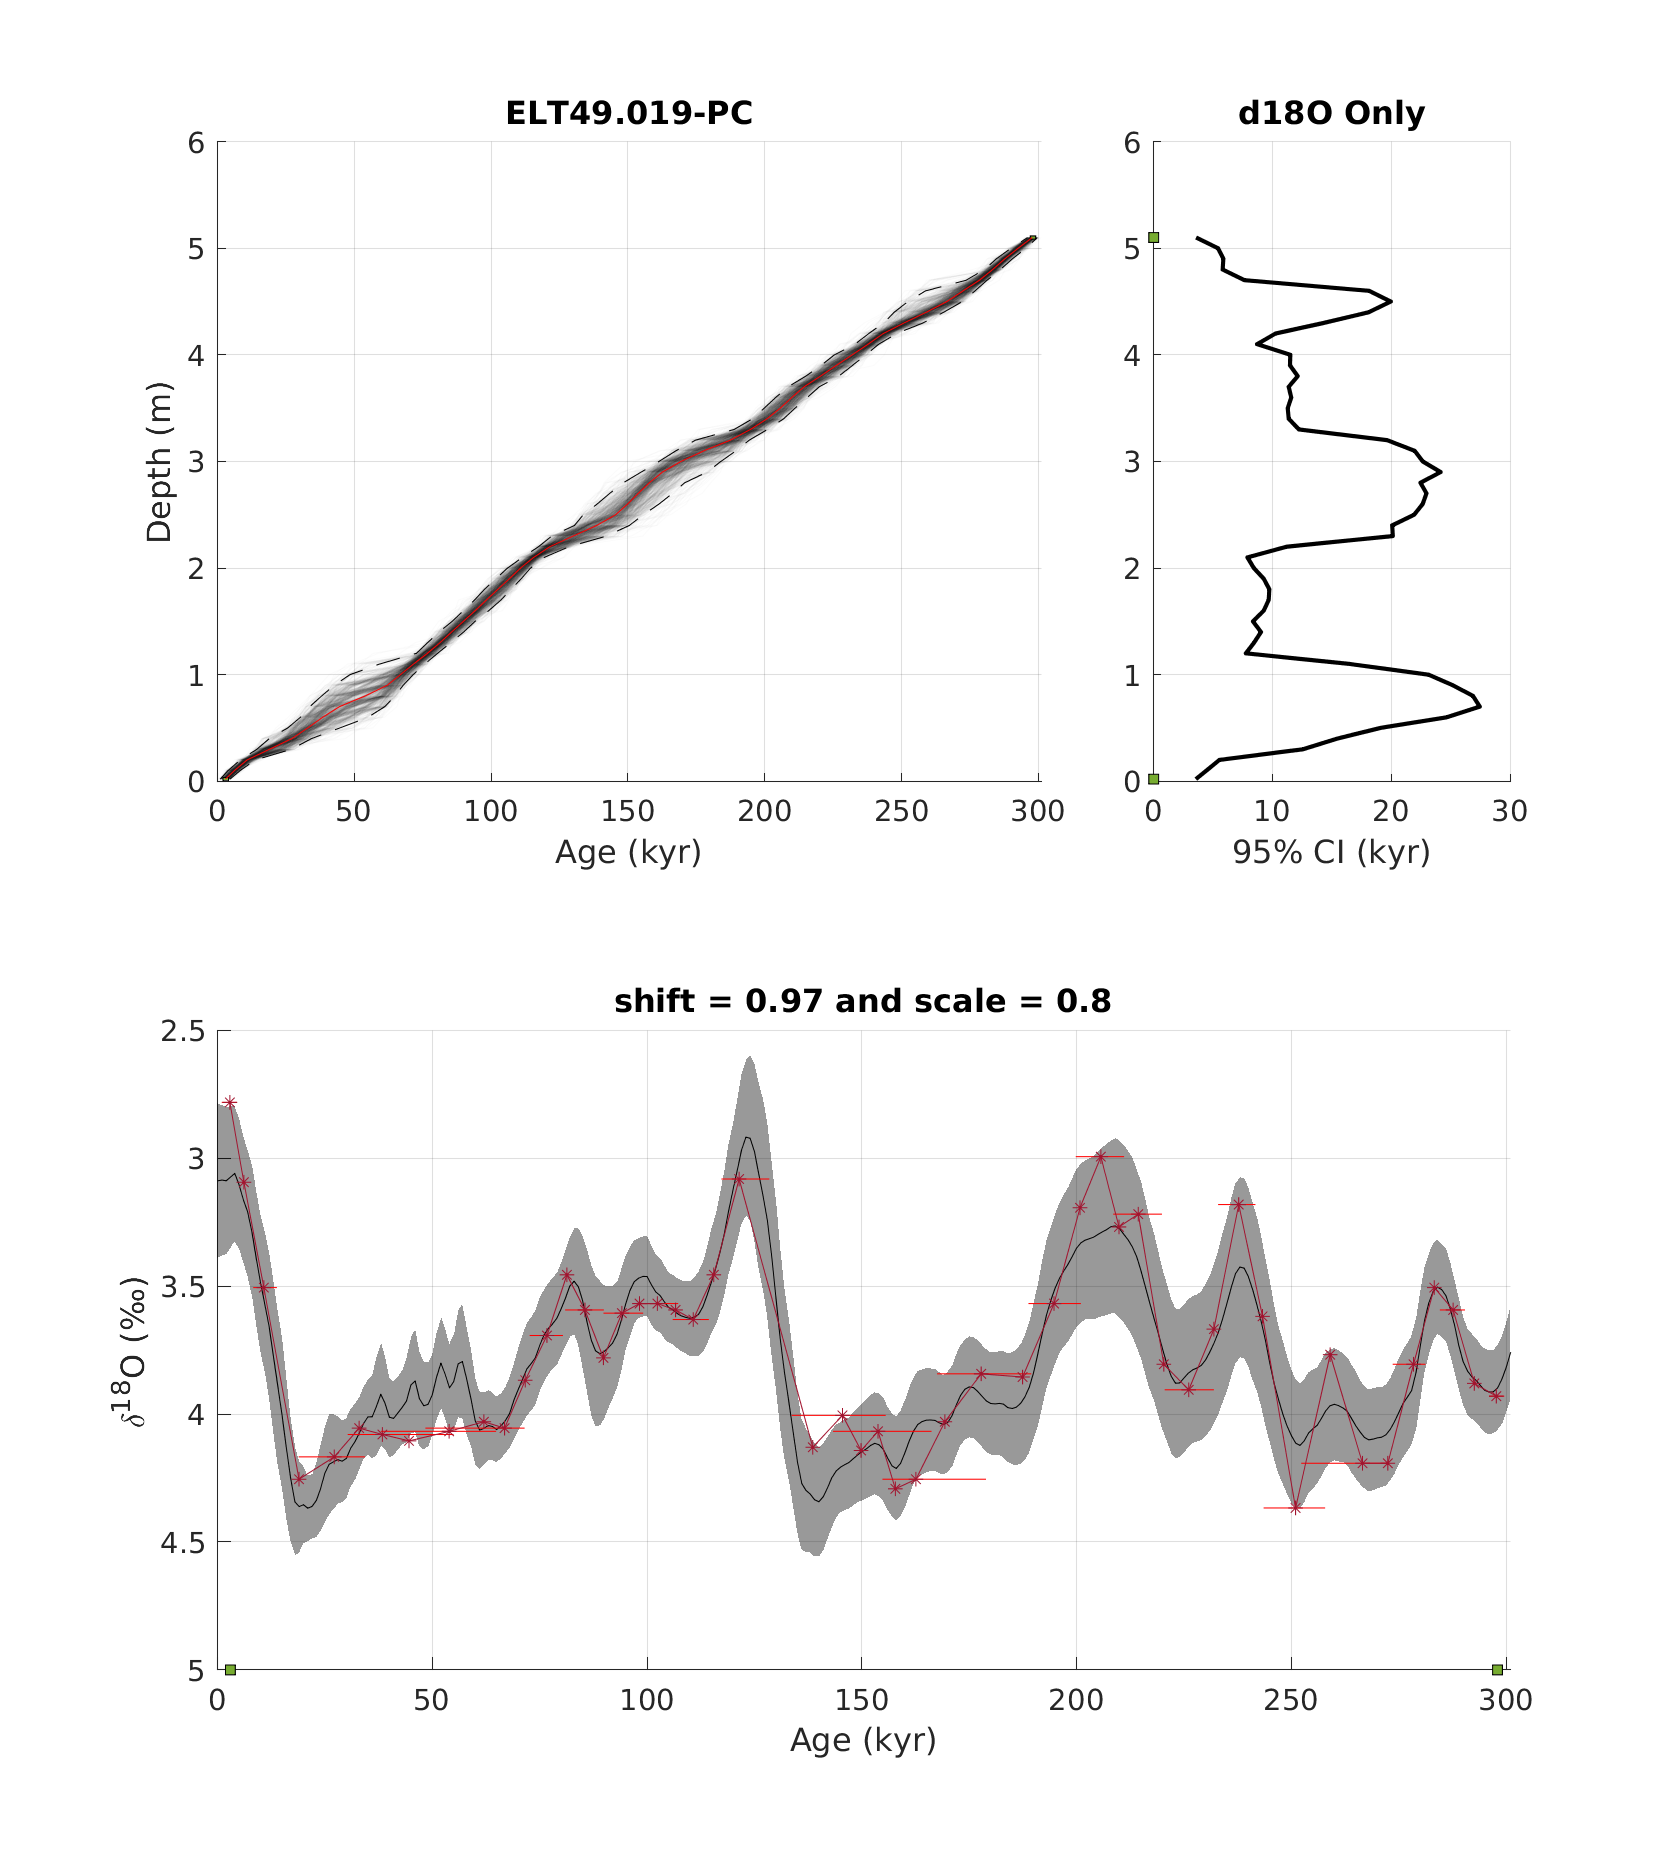 ELT49.019-PC
6
5
4
3
2
1
0
Depth (m)
0 50 100 150 200 250 300
Age (kyr)
d18O Only
6
5
4
3
2
1
0
0 10 20 30
95% CI (kyr)
shift = 0.97 and scale = 0.8
2.5
3
3.5
4
4.5
5
δ18O (‰)
0 50 100 150 200 250 300
Age (kyr)